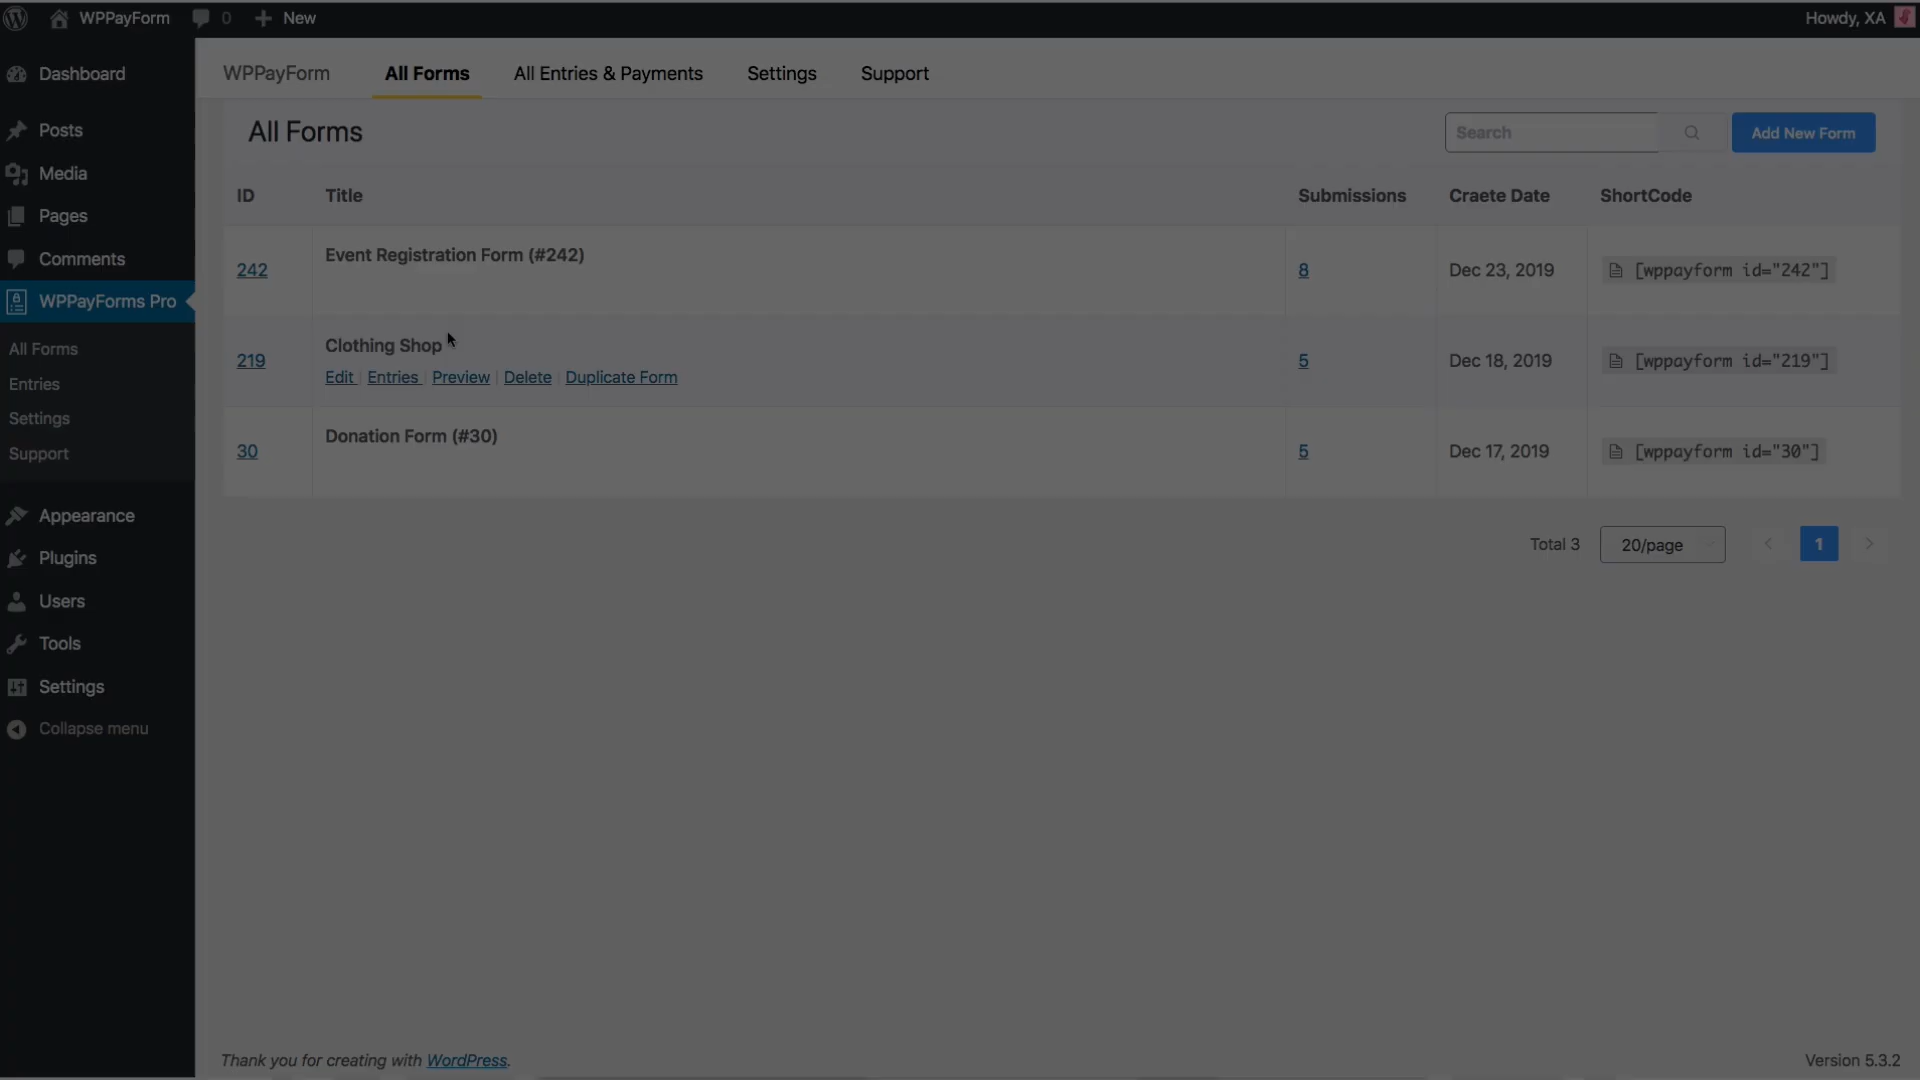 WPPayForm 0 New Howdy, XA
Dashboard
Posts
Media
Pages
Comments
WPPayForms Pro
All Forms
Entries
Settings
Support
Appearance
Plugins
Users
Tools
Settings
Collapse menu
WPPayForm All Forms All Entries & Payments Settings Support
All Forms Search Add New Form
ID Title Submissions Craete Date ShortCode
242 Event Registration Form (#242) 8 Dec 23, 2019 [wppayform id="242"]
219 Clothing Shop 5 Dec 18, 2019 [wppayform id="219"]
Edit | Entries | Preview | Delete | Duplicate Form
30 Donation Form (#30) 5 Dec 17, 2019 [wppayform id="30"]
Total 3 20/page 1
Thank you for creating with WordPress. Version 5.3.2